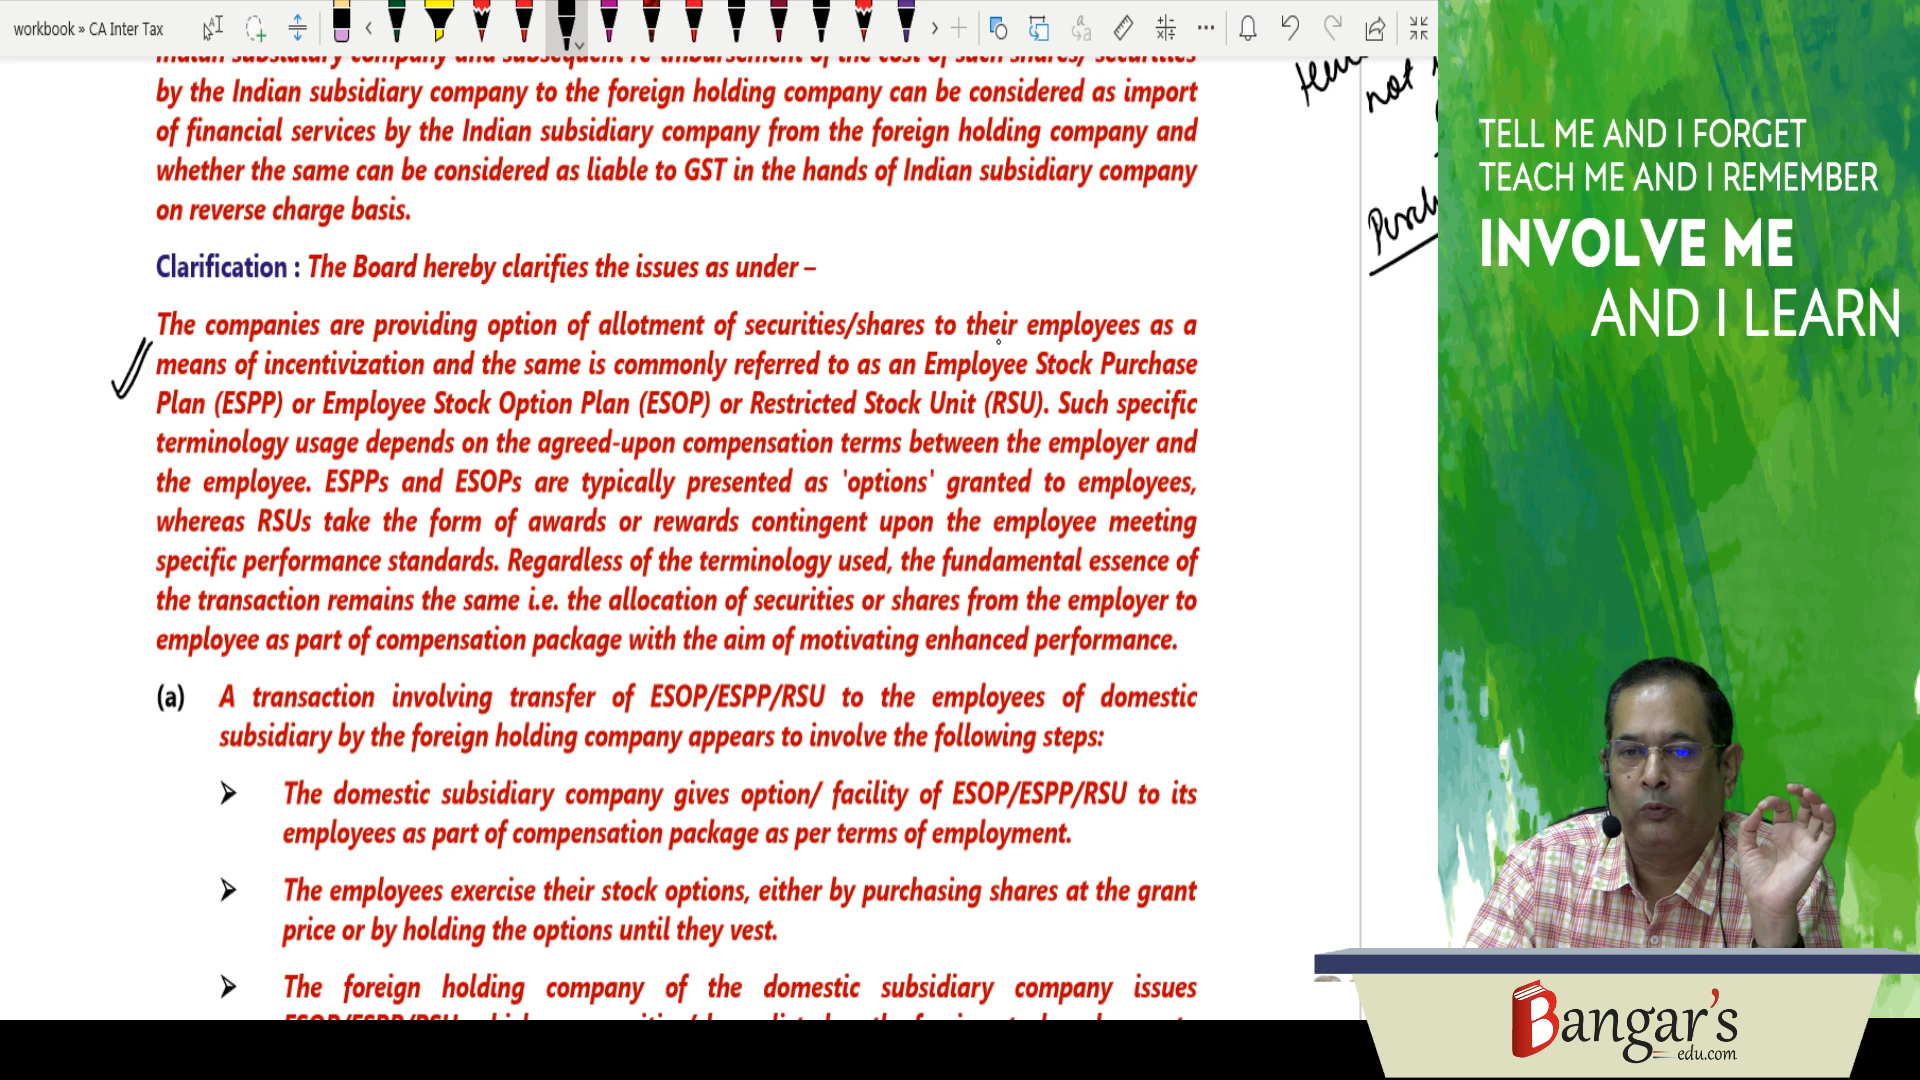 workbook » CA Inter Tax
Indian subsidiary company and subsequent re-imbursement of the cost of such shares/ securities
by the Indian subsidiary company to the foreign holding company can be considered as import
of financial services by the Indian subsidiary company from the foreign holding company and
whether the same can be considered as liable to GST in the hands of Indian subsidiary company
on reverse charge basis.
not
Clarification : The Board hereby clarifies the issues as under –
The companies are providing option of allotment of securities/shares to their employees as a
means of incentivization and the same is commonly referred to as an Employee Stock Purchase
Plan (ESPP) or Employee Stock Option Plan (ESOP) or Restricted Stock Unit (RSU). Such specific
terminology usage depends on the agreed-upon compensation terms between the employer and
the employee. ESPPs and ESOPs are typically presented as 'options' granted to employees,
whereas RSUs take the form of awards or rewards contingent upon the employee meeting
specific performance standards. Regardless of the terminology used, the fundamental essence of
the transaction remains the same i.e. the allocation of securities or shares from the employer to
employee as part of compensation package with the aim of motivating enhanced performance.
(a) A transaction involving transfer of ESOP/ESPP/RSU to the employees of domestic
subsidiary by the foreign holding company appears to involve the following steps:
➢ The domestic subsidiary company gives option/ facility of ESOP/ESPP/RSU to its
employees as part of compensation package as per terms of employment.
➢ The employees exercise their stock options, either by purchasing shares at the grant
price or by holding the options until they vest.
➢ The foreign holding company of the domestic subsidiary company issues
TELL ME AND I FORGET
TEACH ME AND I REMEMBER
INVOLVE ME
AND I LEARN
Bangar's
edu.com